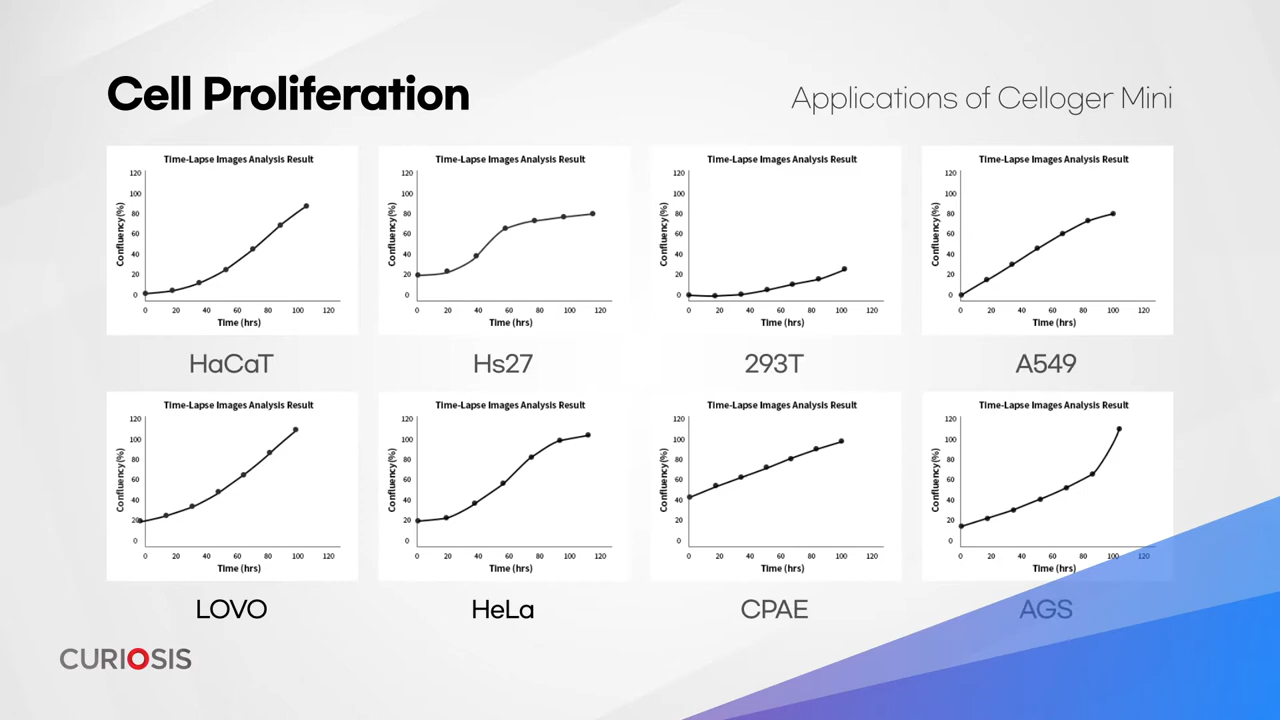 Cell Proliferation
Applications of Celloger Mini
Time-Lapse Images Analysis Result
Confluency(%)
120
100
80
60
40
20
0
0 20 40 60 80 100 120
Time (hrs)
HaCaT
Time-Lapse Images Analysis Result
Confluency(%)
120
100
80
60
40
20
0
0 20 40 60 80 100 120
Time (hrs)
Hs27
Time-Lapse Images Analysis Result
Confluency(%)
120
100
80
60
40
20
0
0 20 40 60 80 100 120
Time (hrs)
293T
Time-Lapse Images Analysis Result
Confluency(%)
120
100
80
60
40
20
0
0 20 40 60 80 100 120
Time (hrs)
A549
Time-Lapse Images Analysis Result
Confluency(%)
120
100
80
60
40
20
0
0 20 40 60 80 100 120
Time (hrs)
LOVO
Time-Lapse Images Analysis Result
Confluency(%)
120
100
80
60
40
20
0
0 20 40 60 80 100 120
Time (hrs)
HeLa
Time-Lapse Images Analysis Result
Confluency(%)
120
100
80
60
40
20
0
0 20 40 60 80 100 120
Time (hrs)
CPAE
Time-Lapse Images Analysis Result
Confluency(%)
120
100
80
60
40
20
0
0 20 40 60 80 100 120
Time (hrs)
AGS
CURIOSIS